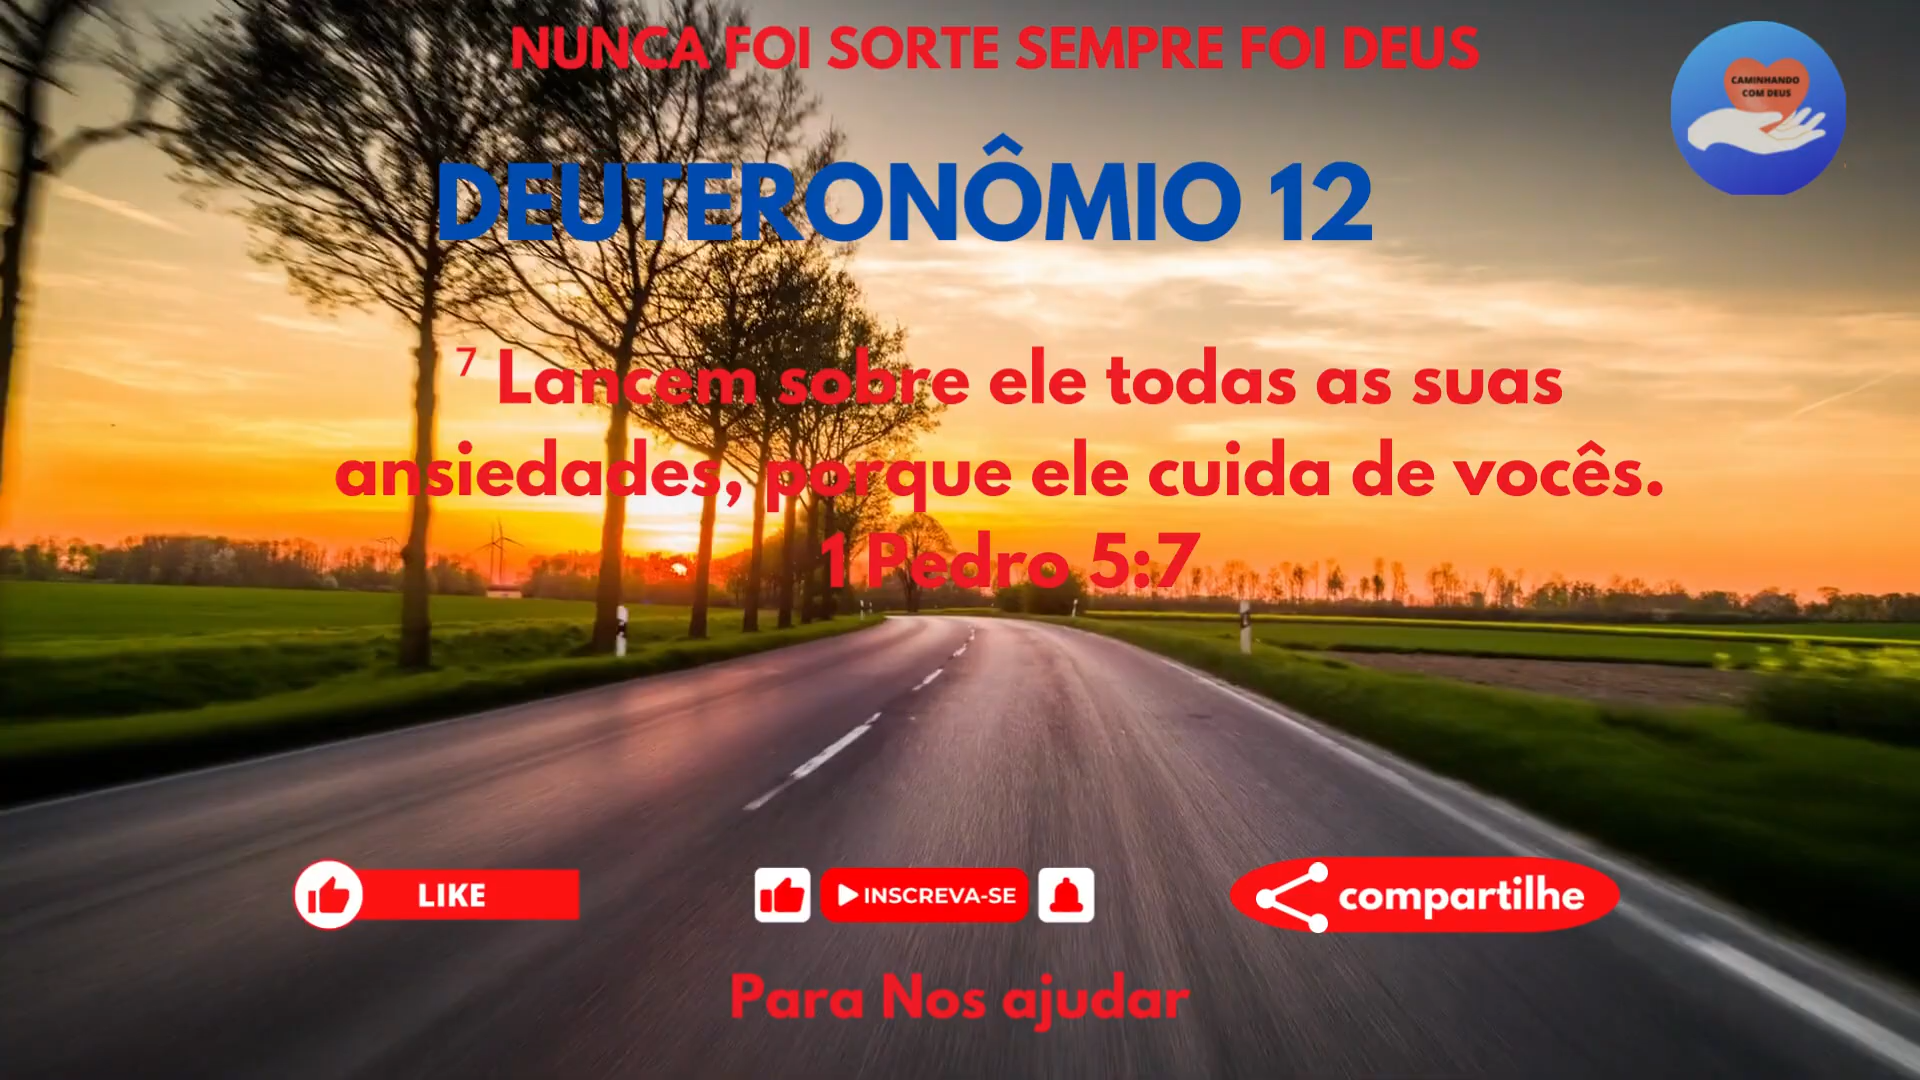 NUNCA FOI SORTE SEMPRE FOI DEUS
CAMINHANDO
COM DEUS
DEUTERONÔMIO 12
⁷ Lancem sobre ele todas as suas
ansiedades, porque ele cuida de vocês.
1 Pedro 5:7
LIKE
INSCREVA-SE
compartilhe
Para Nos ajudar